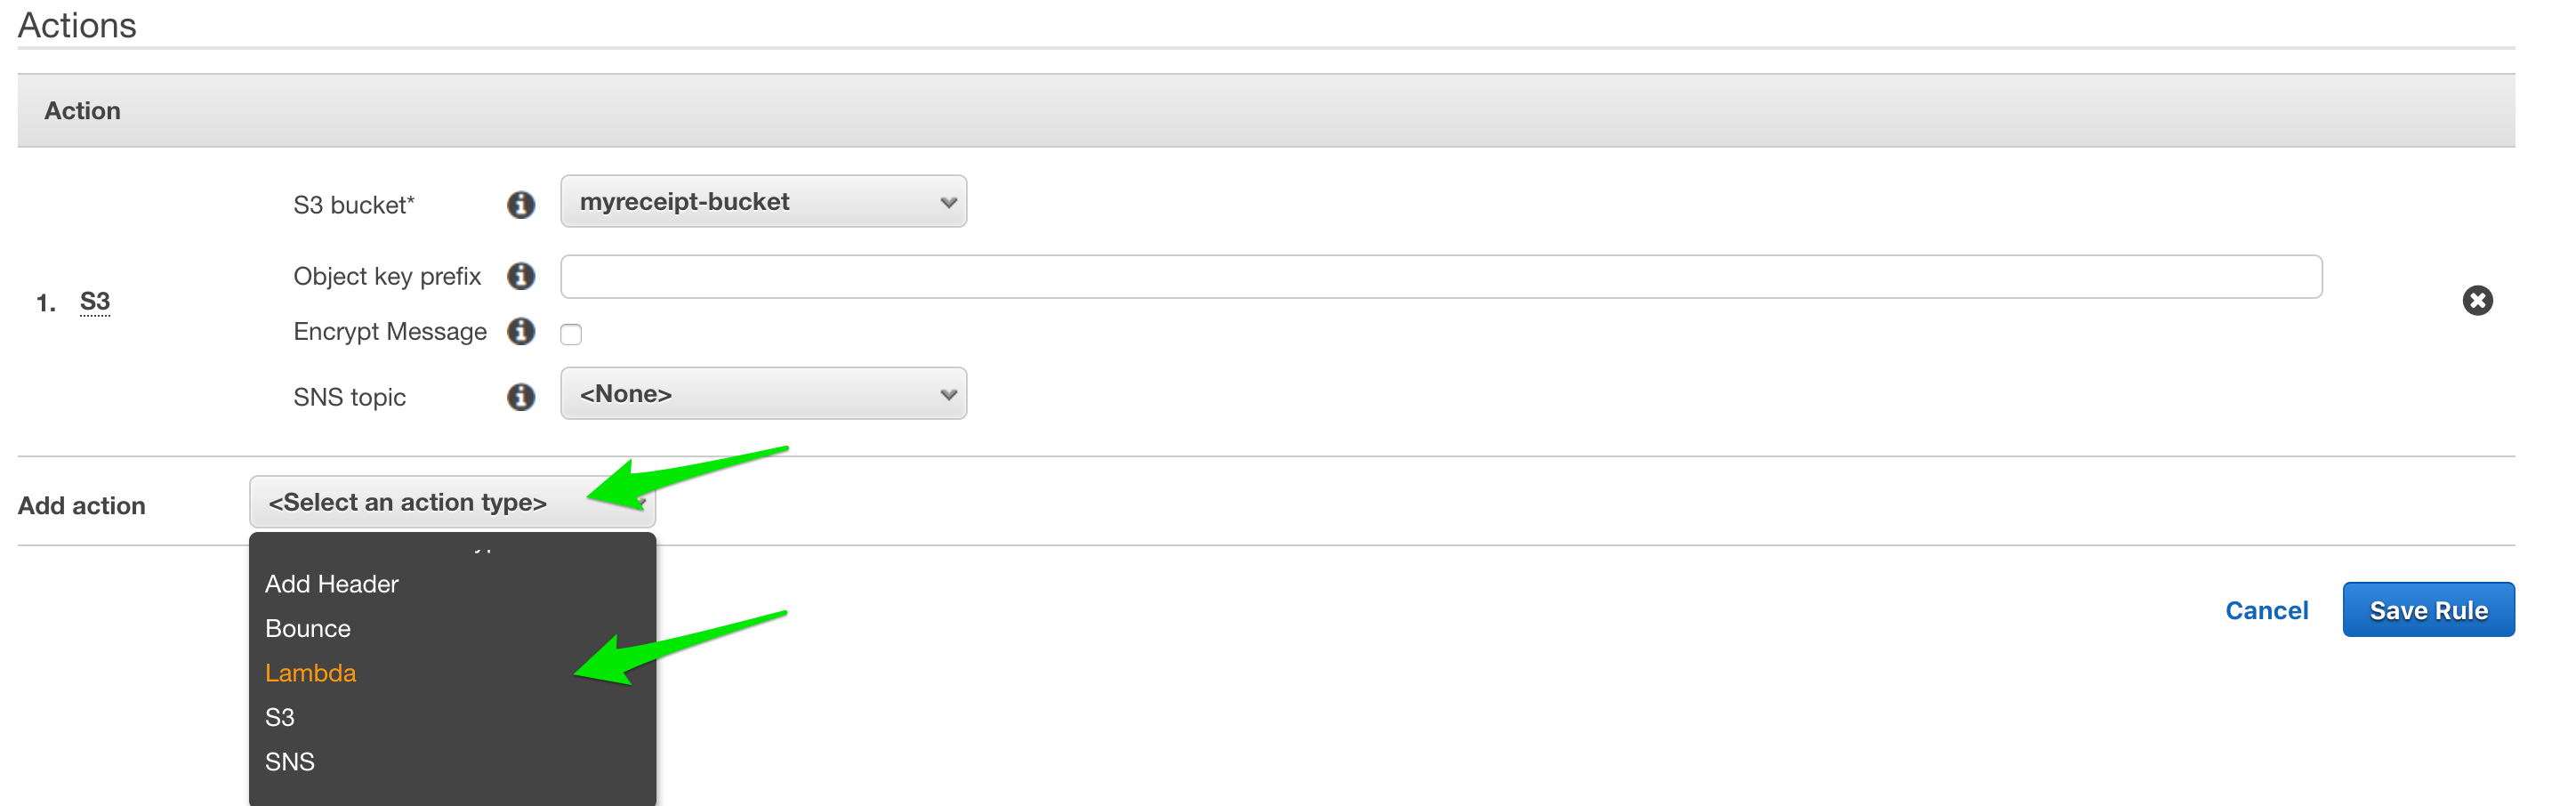 Actions
Action
S3 bucket*
myreceipt-bucket
Object key prefix
1. S3
Encrypt Message
SNS topic
<None>
Add action
<Select an action type>
Add Header
Bounce
Lambda
S3
SNS
Cancel
Save Rule